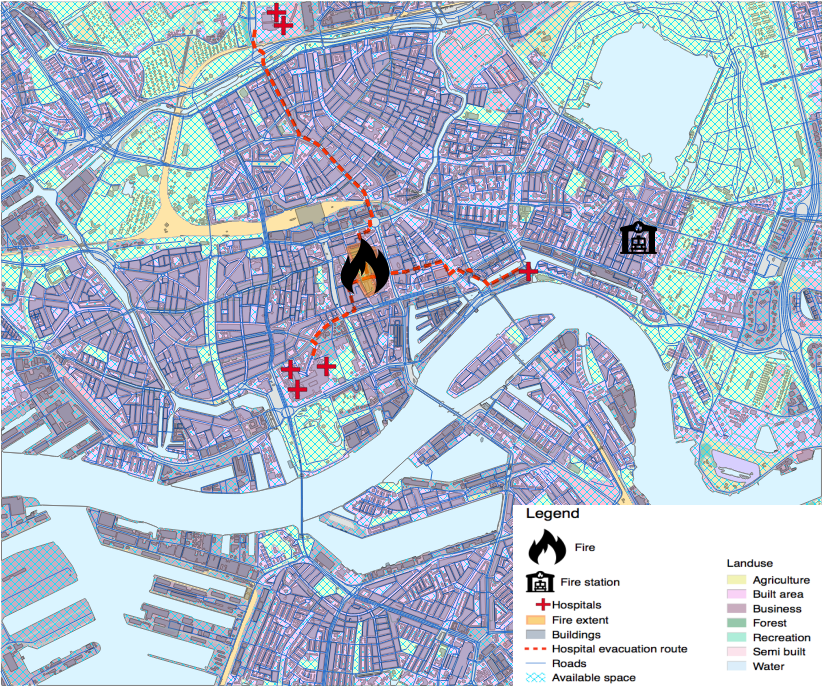 Legend
Fire
Fire station
Hospitals
Fire extent
Buildings
Hospital evacuation route
Roads
Available space
Landuse
Agriculture
Built area
Business
Forest
Recreation
Semi built
Water